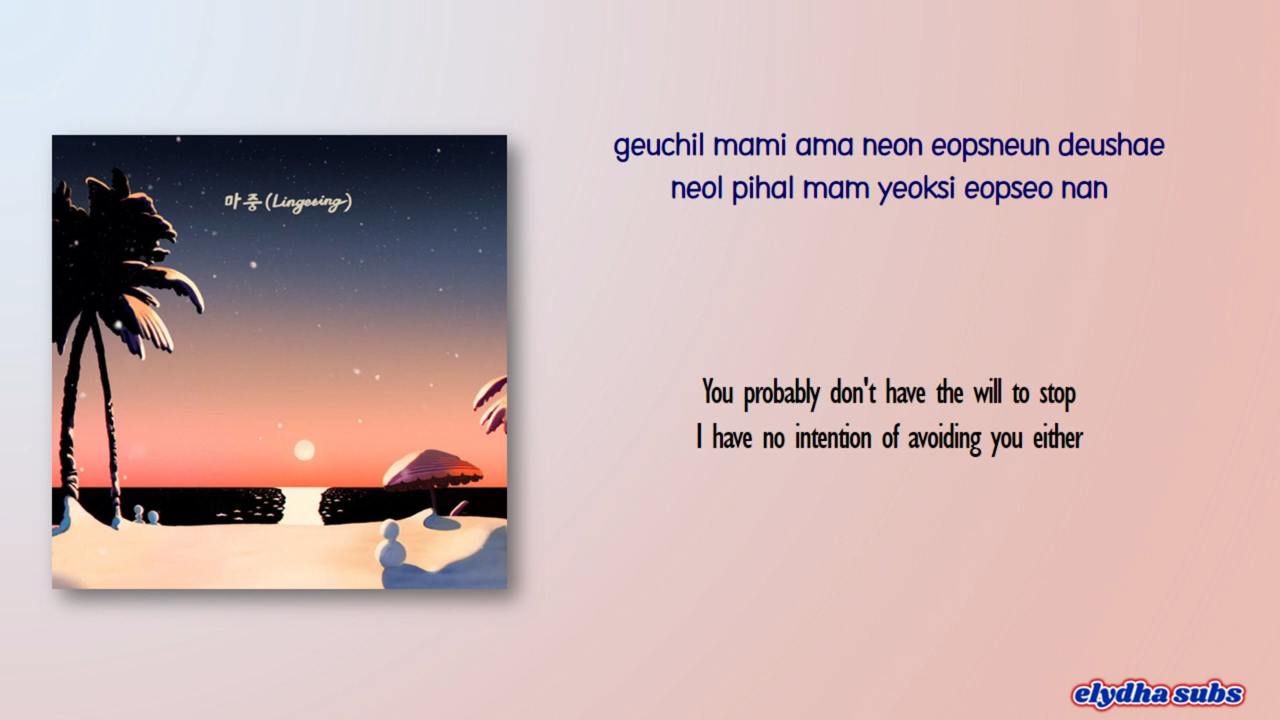 마중(Lingering)
geuchil mami ama neon eopsneun deushae
neol pihal mam yeoksi eopseo nan
You probably don't have the will to stop
I have no intention of avoiding you either
elydha subs